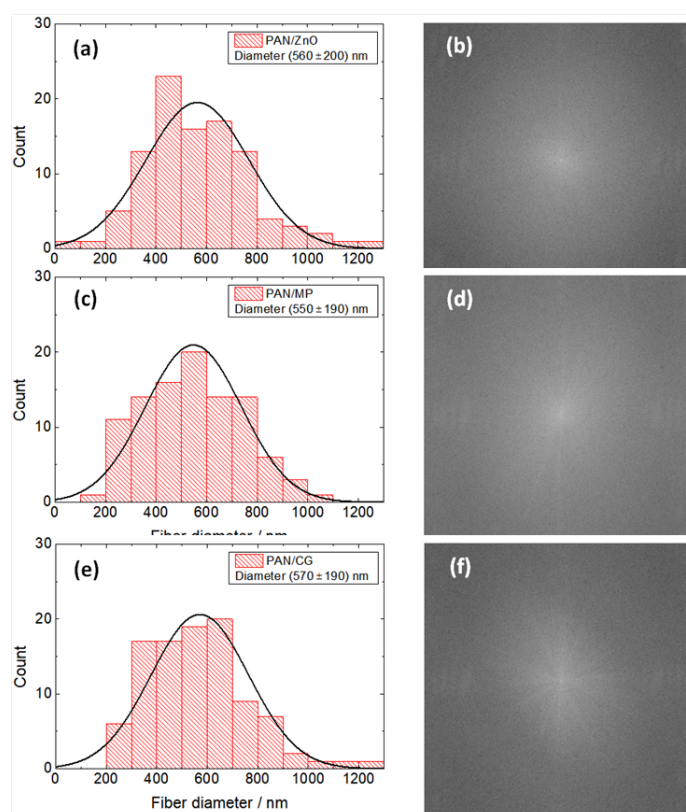 (a)
PAN/ZnO
Diameter (560 ± 200) nm
30
20
10
0
Count
0 200 400 600 800 1000 1200
(b)
(c)
PAN/MP
Diameter (550 ± 190) nm
30
20
10
0
Count
0 200 400 600 800 1000 1200
Fiber diameter / nm
(d)
(e)
PAN/CG
Diameter (570 ± 190) nm
30
20
10
0
Count
0 200 400 600 800 1000 1200
Fiber diameter / nm
(f)